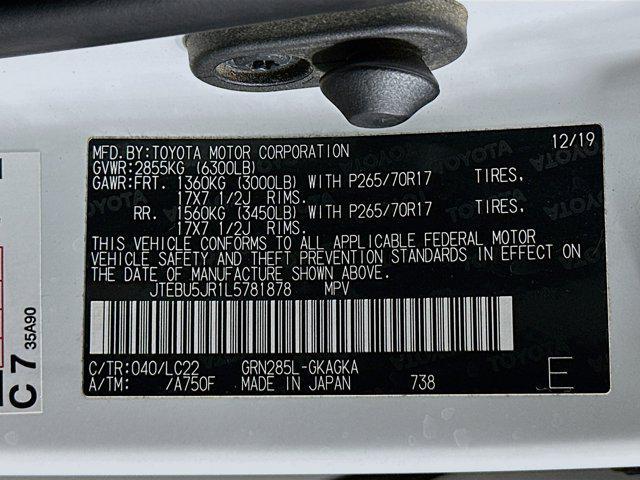 MFD.BY:TOYOTA MOTOR CORPORATION 12/19
GVWR:2855KG (6300LB)
GAWR:FRT. 1360KG (3000LB) WITH P265/70R17 TIRES,
17X7 1/2J RIMS.
RR. 1560KG (3450LB) WITH P265/70R17 TIRES,
17X7 1/2J RIMS.
THIS VEHICLE CONFORMS TO ALL APPLICABLE FEDERAL MOTOR
VEHICLE SAFETY AND THEFT PREVENTION STANDARDS IN EFFECT ON
THE DATE OF MANUFACTURE SHOWN ABOVE.
JTEBU5JR1L5781878 MPV
C/TR:040/LC22 GRN285L-GKAGKA
A/TM: /A750F MADE IN JAPAN 738 E
C7 35A90